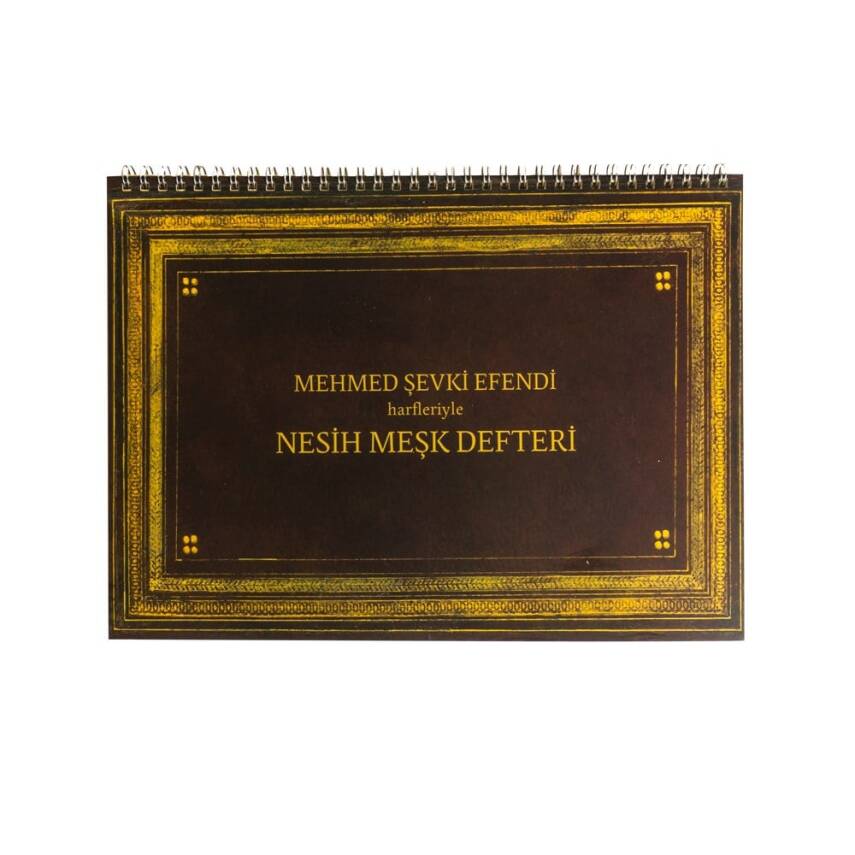 MEHMED ŞEVKİ EFENDİ
harfleriyle
NESİH MEŞK DEFTERİ